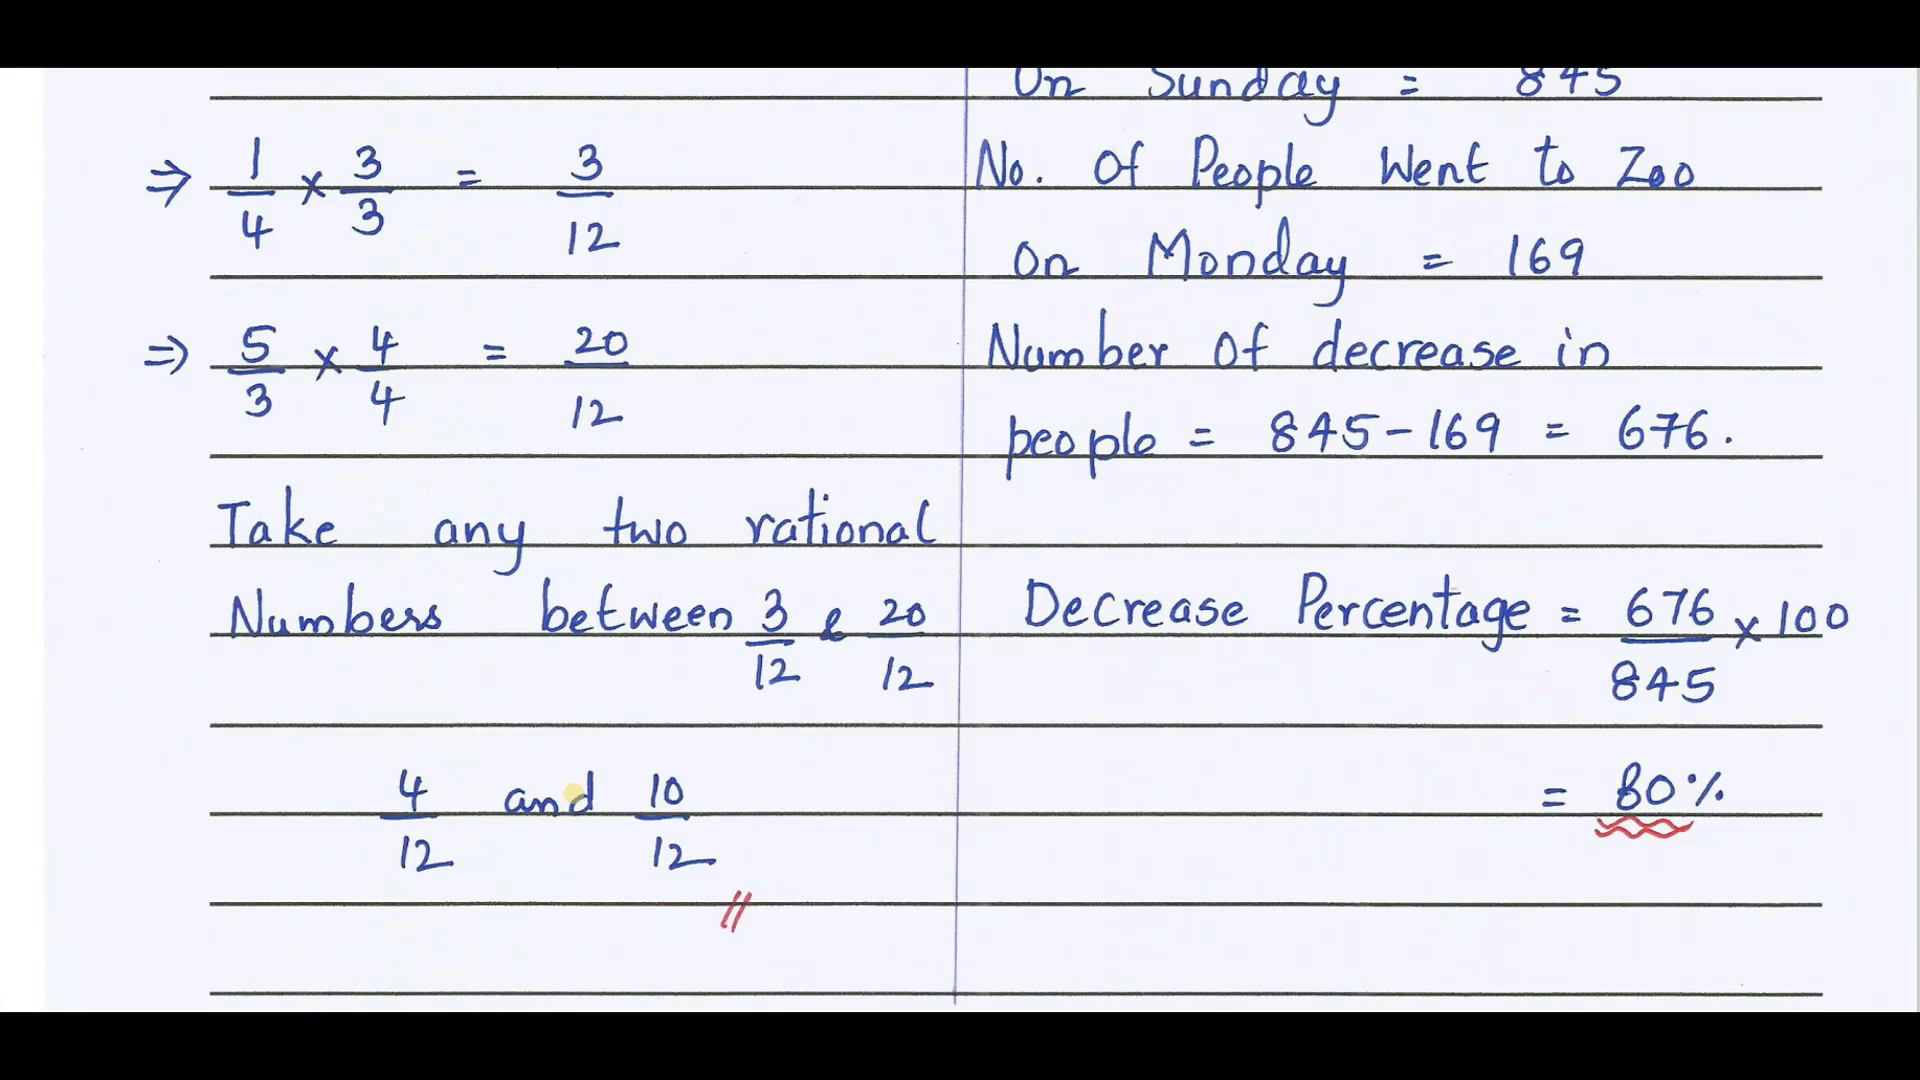 ⇒ 1/4 × 3/3 = 3/12
⇒ 5/3 × 4/4 = 20/12
Take any two rational
Numbers between 3/12 & 20/12
4/12 and 10/12
On Sunday = 845
No. Of People Went to Zoo
On Monday = 169
Number Of decrease in
people = 845 - 169 = 676.
Decrease Percentage = 676/845 × 100
= 80%